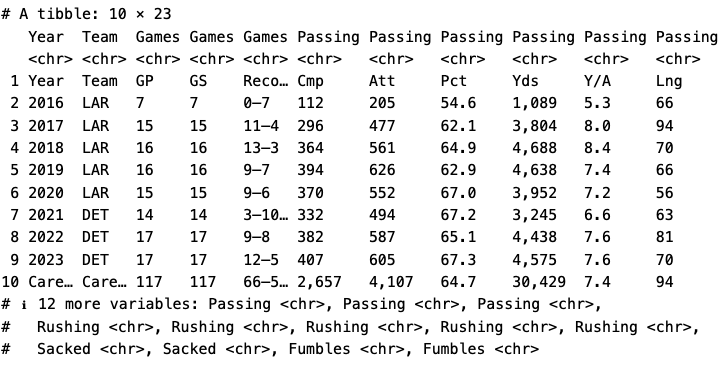 # A tibble: 10 × 23
Year Team Games Games Games Passing Passing Passing Passing Passing Passing
<chr> <chr> <chr> <chr> <chr> <chr> <chr> <chr> <chr> <chr> <chr>
1 Year Team GP GS Reco… Cmp Att Pct Yds Y/A Lng
2 2016 LAR 7 7 0–7 112 205 54.6 1,089 5.3 66
3 2017 LAR 15 15 11–4 296 477 62.1 3,804 8.0 94
4 2018 LAR 16 16 13–3 364 561 64.9 4,688 8.4 70
5 2019 LAR 16 16 9–7 394 626 62.9 4,638 7.4 66
6 2020 LAR 15 15 9–6 370 552 67.0 3,952 7.2 56
7 2021 DET 14 14 3–10… 332 494 67.2 3,245 6.6 63
8 2022 DET 17 17 9–8 382 587 65.1 4,438 7.6 81
9 2023 DET 17 17 12–5 407 605 67.3 4,575 7.6 70
10 Care… Care… 117 117 66–5… 2,657 4,107 64.7 30,429 7.4 94
# ℹ 12 more variables: Passing <chr>, Passing <chr>, Passing <chr>,
# Rushing <chr>, Rushing <chr>, Rushing <chr>, Rushing <chr>, Rushing <chr>,
# Sacked <chr>, Sacked <chr>, Fumbles <chr>, Fumbles <chr>